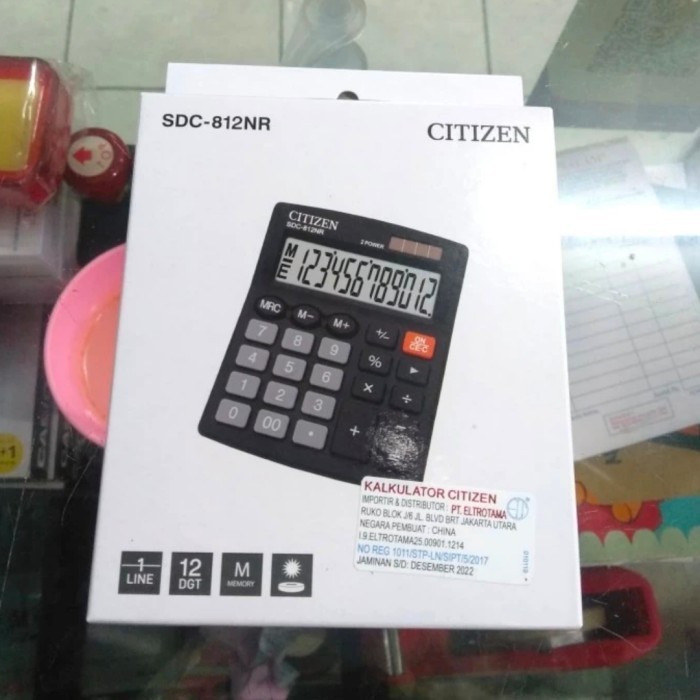 SDC-812NR
CITIZEN
CITIZEN
SDC-812NR
2 POWER
M
E
123456789012.
MRC M− M+
+/− ON CE·C
7 8 9 % ▶
4 5 6 × ÷
1 2 3 +
0 00 •
KALKULATOR CITIZEN
IMPORTIR & DISTRIBUTOR : PT. ELTROTAMA
RUKO BLOK J/6 JL. BLVD BRT JAKARTA UTARA
NEGARA PEMBUAT : CHINA
I.9.ELTROTAMA25.00901.1214
NO REG 1011/STP-LN/SIPT/5/2017
JAMINAN S/D: DESEMBER 2022
1
LINE
12
DGT
M
MEMORY
+1